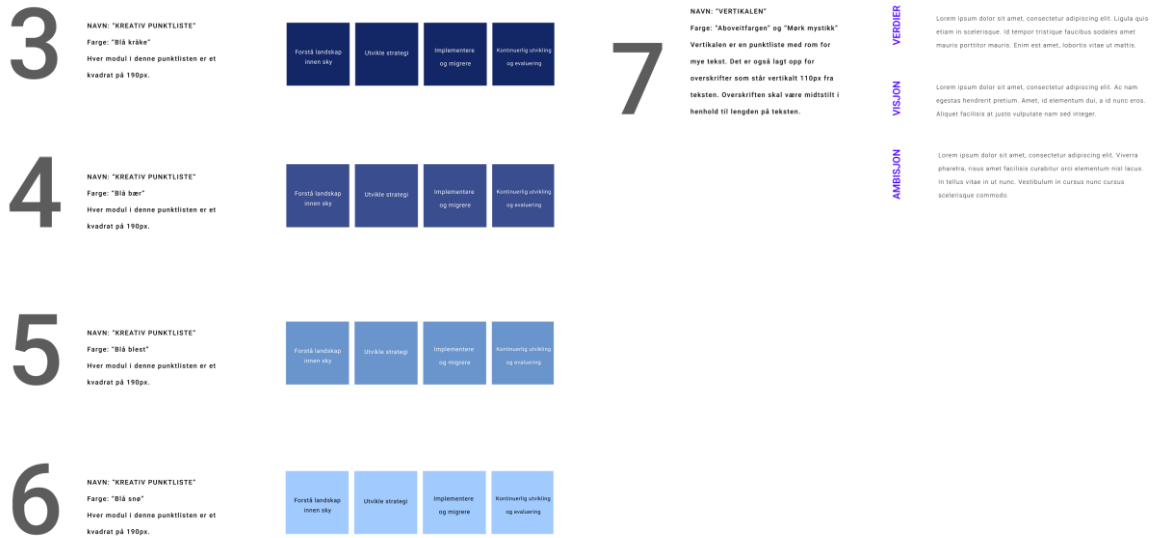 3
NAVN: “KREATIV PUNKTLISTE”
Farge: “Blå kråke”
Hver modul i denne punktlisten er et
kvadrat på 190px.
Forstå landskap
innen sky
Utvikle strategi
Implementere
og migrere
Kontinuerlig utvikling
og evaluering
4
NAVN: “KREATIV PUNKTLISTE”
Farge: “Blå bær”
Hver modul i denne punktlisten er et
kvadrat på 190px.
Forstå landskap
innen sky
Utvikle strategi
Implementere
og migrere
Kontinuerlig utvikling
og evaluering
5
NAVN: “KREATIV PUNKTLISTE”
Farge: “Blå blest”
Hver modul i denne punktlisten er et
kvadrat på 190px.
Forstå landskap
innen sky
Utvikle strategi
Implementere
og migrere
Kontinuerlig utvikling
og evaluering
6
NAVN: “KREATIV PUNKTLISTE”
Farge: “Blå snø”
Hver modul i denne punktlisten er et
kvadrat på 190px.
Forstå landskap
innen sky
Utvikle strategi
Implementere
og migrere
Kontinuerlig utvikling
og evaluering
7
NAVN: “VERTIKALEN”
Farge: “Aboveitfargen” og “Mørk mystikk”
Vertikalen er en punktliste med rom for
mye tekst. Det er også lagt opp for
overskrifter som står vertikalt 110px fra
teksten. Overskriften skal være midtstilt i
henhold til lengden på teksten.
VERDIER
Lorem ipsum dolor sit amet, consectetur adipiscing elit. Ligula quis
etiam in scelerisque. Id tempor tristique faucibus sodales amet
mauris porttitor mauris. Enim est amet, lobortis vitae ut mattis.
VISJON
Lorem ipsum dolor sit amet, consectetur adipiscing elit. Ac nam
egestas hendrerit pretium. Amet, id elementum dui, a id nunc eros.
Aliquet facilisis at justo vulputate nam sed integer.
AMBISJON
Lorem ipsum dolor sit amet, consectetur adipiscing elit. Viverra
pharetra, risus amet facilisis curabitur orci elementum nisl lacus.
In tellus vitae in ut nunc. Vestibulum in cursus nunc cursus
scelerisque commodo.